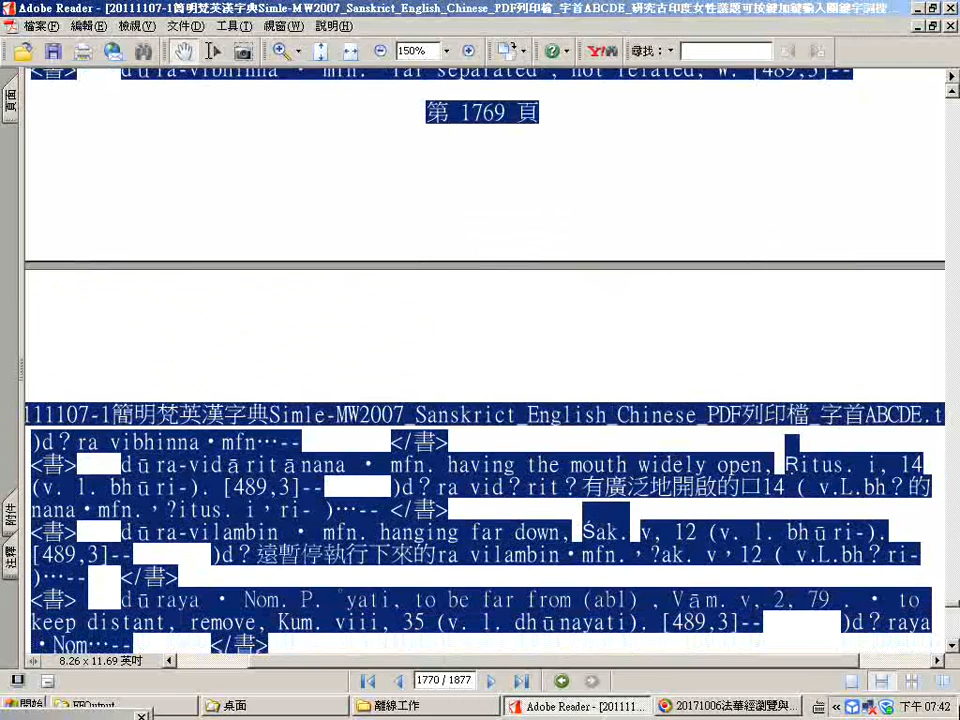 Adobe Reader - [20111107-1簡明梵英漢字典Simle-MW2007_Sanskrict_English_Chinese_PDF列印檔_字首ABCDE_研究古印度女性議題可按鍵加鍵輸入關鍵字詞搜
檔案(F) 編輯(E) 檢視(V) 文件(D) 工具(T) 視窗(W) 說明(H)
150% 尋找:
頁面
<書> dūra-vibhinna • mfn. far separated , not related, W. [489,3]--
第 1769 頁
111107-1簡明梵英漢字典Simle-MW2007_Sanskrict_English_Chinese_PDF列印檔_字首ABCDE.t
)d？ra vibhinna•mfn…-- </書>
<書> dūra-vidāritānana • mfn. having the mouth widely open, Ṛitus. i, 14
(v. l. bhūri-). [489,3]-- )d？ra vid？rit？有廣泛地開啟的口14 ( v.L.bh？的
nana•mfn.，?itus. i，ri- )…-- </書>
<書> dūra-vilambin • mfn. hanging far down, Śak. v, 12 (v. l. bhūri-).
[489,3]-- )d？遠暫停執行下來的ra vilambin•mfn.，?ak. v，12 ( v.L.bh？ri-
)…-- </書>
<書> dūraya • Nom. P. °yati, to be far from (abl) , Vām. v, 2, 79 . • to
keep distant, remove, Kum. viii, 35 (v. l. dhūnayati). [489,3]-- )d？raya
•Nom…-- </書>
附件
注釋
8.26 x 11.69 英吋
1770 / 1877
開始 FFOutput 桌面 離線工作 Adobe Reader - [201111... 20171006法華經瀏覽與... 下午 07:42